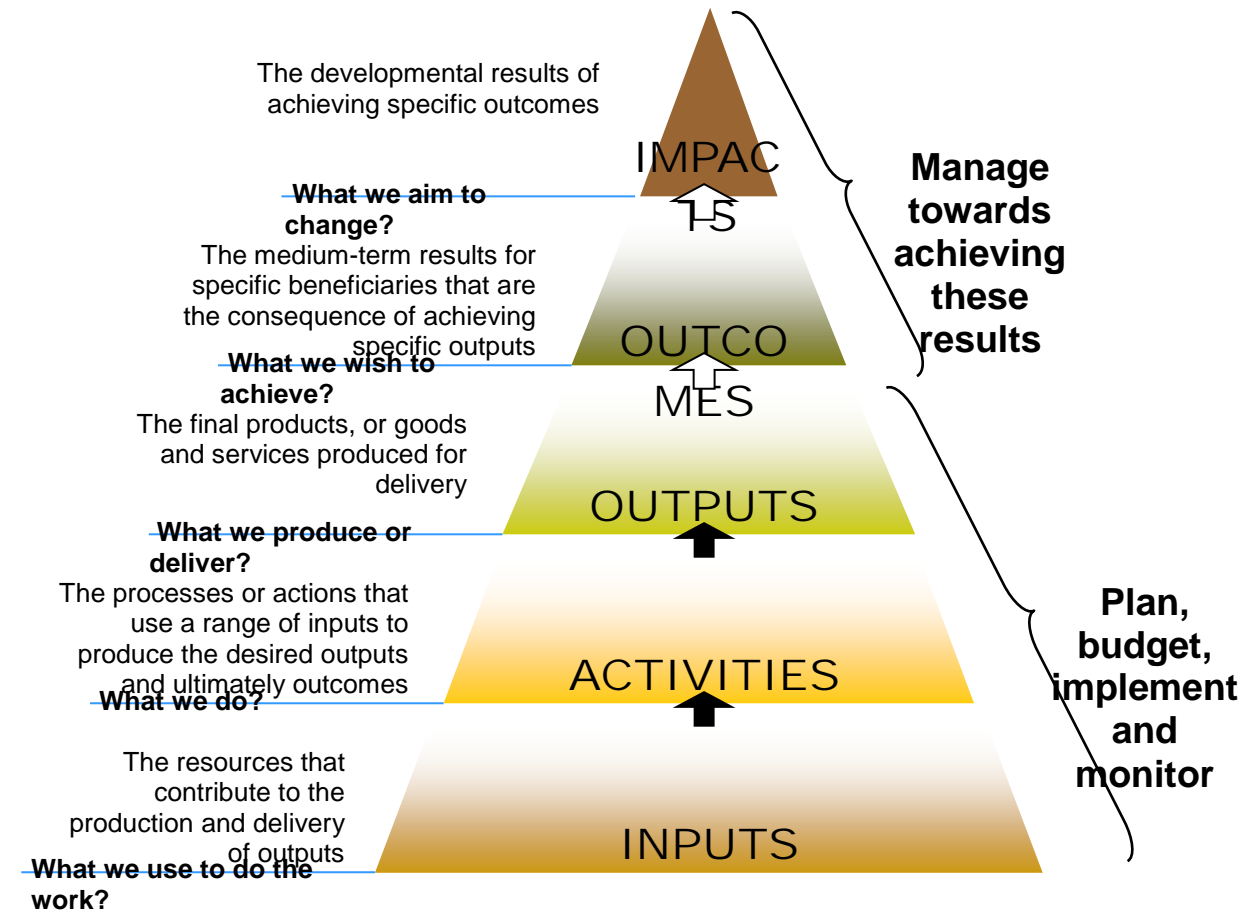 The developmental results of
achieving specific outcomes
IMPAC
TS
What we aim to
change?
The medium-term results for
specific beneficiaries that are
the consequence of achieving
specific outputs
OUTCO
MES
What we wish to
achieve?
The final products, or goods
and services produced for
delivery
OUTPUTS
What we produce or
deliver?
The processes or actions that
use a range of inputs to
produce the desired outputs
and ultimately outcomes
ACTIVITIES
What we do?
The resources that
contribute to the
production and delivery
of outputs
INPUTS
What we use to do the
work?
Manage
towards
achieving
these
results
Plan,
budget,
implement
and
monitor